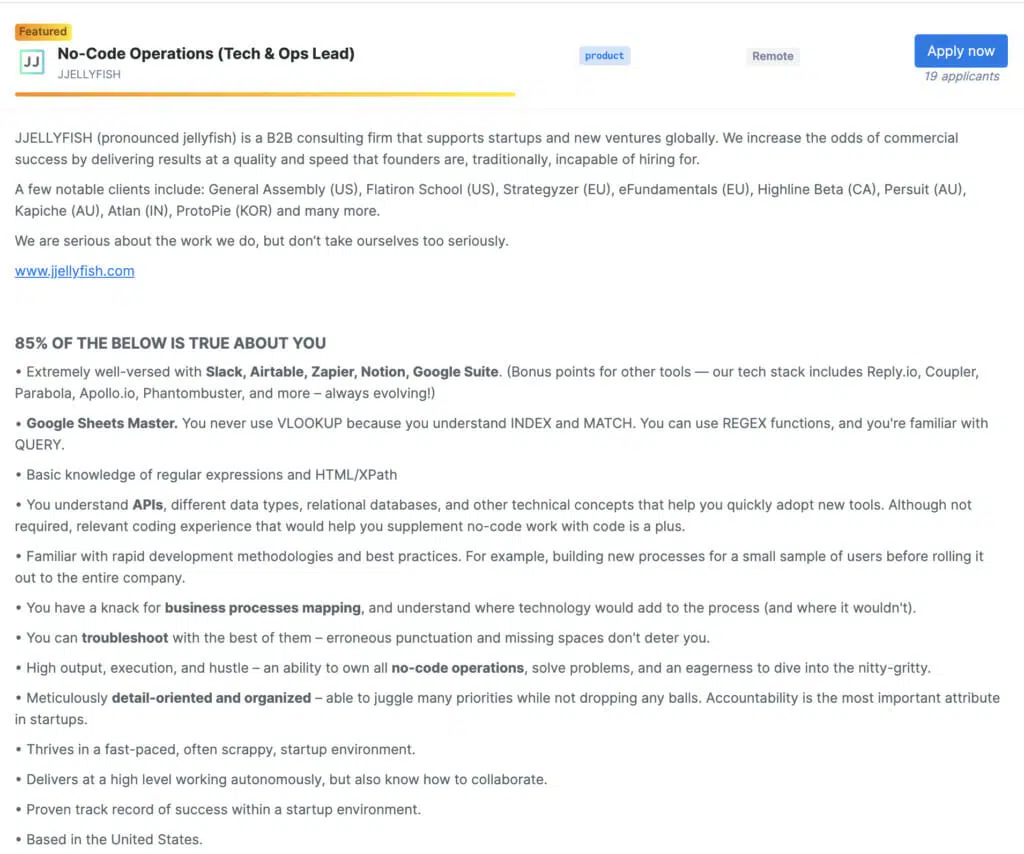 Featured
JJ
No-Code Operations (Tech & Ops Lead)
JJELLYFISH
product
Remote
Apply now
19 applicants
JJELLYFISH (pronounced jellyfish) is a B2B consulting firm that supports startups and new ventures globally. We increase the odds of commercial
success by delivering results at a quality and speed that founders are, traditionally, incapable of hiring for.
A few notable clients include: General Assembly (US), Flatiron School (US), Strategyzer (EU), eFundamentals (EU), Highline Beta (CA), Persuit (AU),
Kapiche (AU), Atlan (IN), ProtoPie (KOR) and many more.
We are serious about the work we do, but don't take ourselves too seriously.
www.jjellyfish.com
85% OF THE BELOW IS TRUE ABOUT YOU
• Extremely well-versed with Slack, Airtable, Zapier, Notion, Google Suite. (Bonus points for other tools — our tech stack includes Reply.io, Coupler,
Parabola, Apollo.io, Phantombuster, and more – always evolving!)
• Google Sheets Master. You never use VLOOKUP because you understand INDEX and MATCH. You can use REGEX functions, and you're familiar with
QUERY.
• Basic knowledge of regular expressions and HTML/XPath
• You understand APIs, different data types, relational databases, and other technical concepts that help you quickly adopt new tools. Although not
required, relevant coding experience that would help you supplement no-code work with code is a plus.
• Familiar with rapid development methodologies and best practices. For example, building new processes for a small sample of users before rolling it
out to the entire company.
• You have a knack for business processes mapping, and understand where technology would add to the process (and where it wouldn't).
• You can troubleshoot with the best of them – erroneous punctuation and missing spaces don't deter you.
• High output, execution, and hustle – an ability to own all no-code operations, solve problems, and an eagerness to dive into the nitty-gritty.
• Meticulously detail-oriented and organized – able to juggle many priorities while not dropping any balls. Accountability is the most important attribute
in startups.
• Thrives in a fast-paced, often scrappy, startup environment.
• Delivers at a high level working autonomously, but also know how to collaborate.
• Proven track record of success within a startup environment.
• Based in the United States.